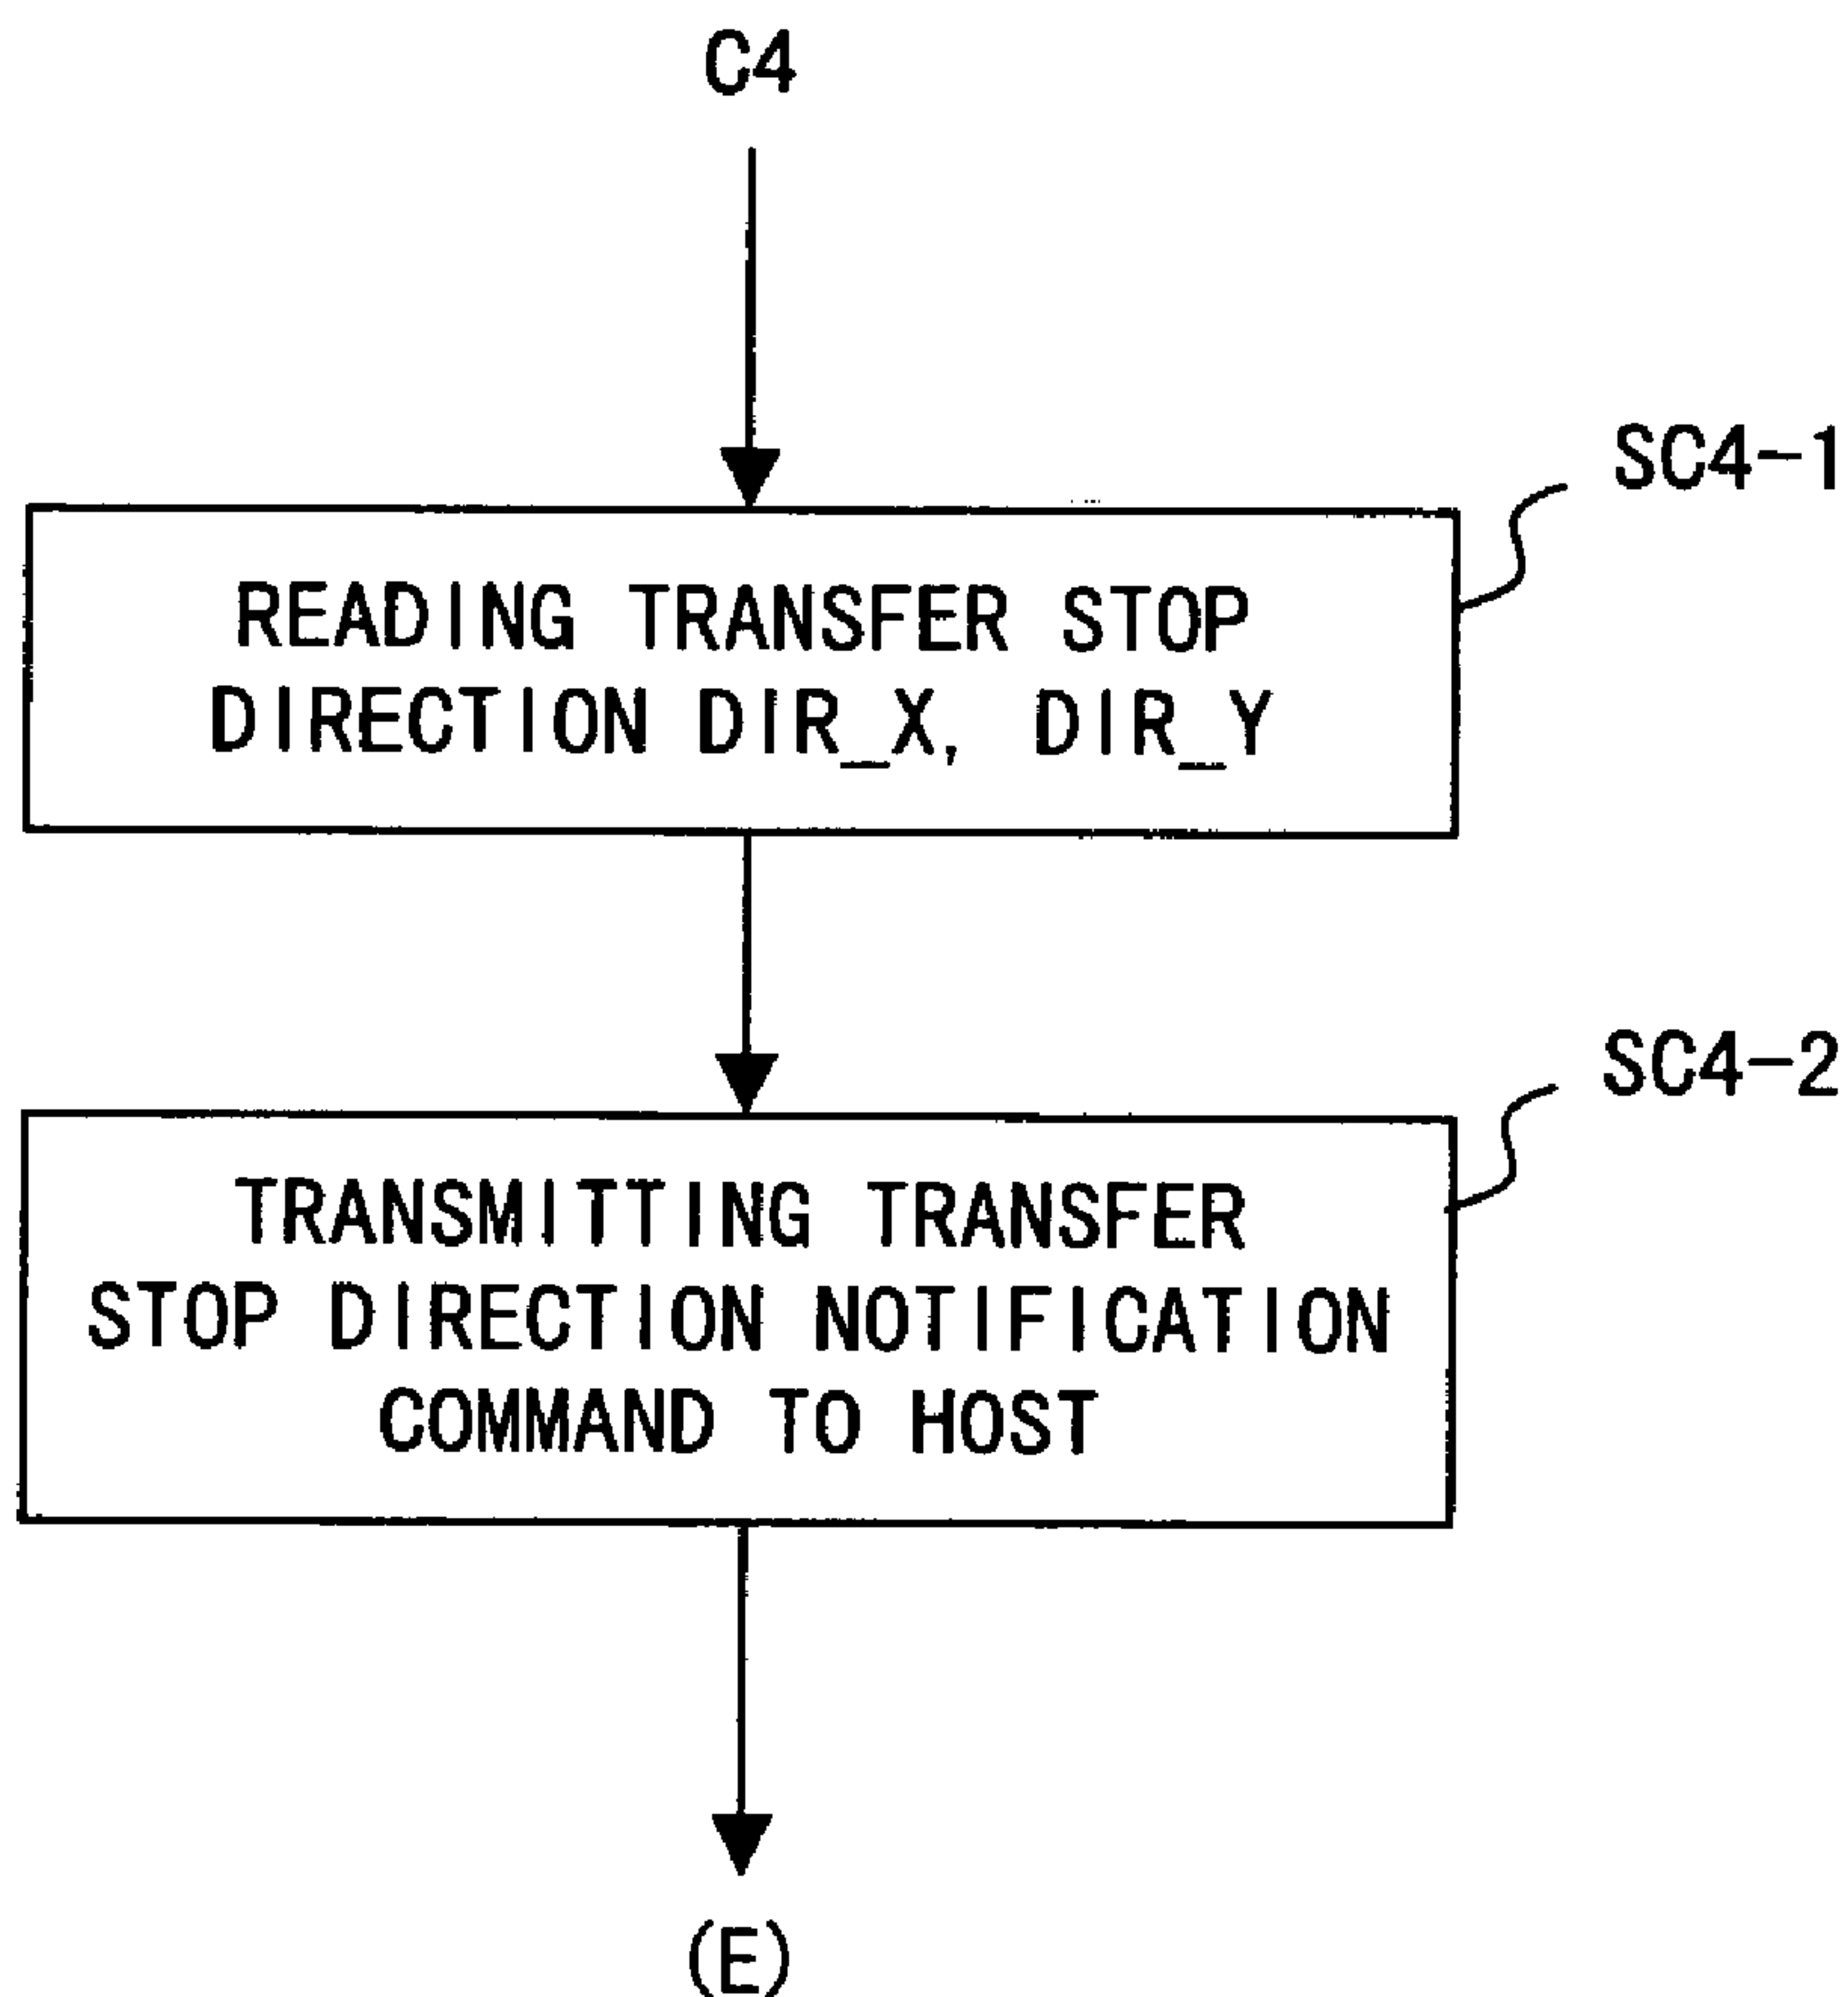 C4
SC4-1
READING TRANSFER STOP
DIRECTION DIR_X, DIR_Y
SC4-2
TRANSMITTING TRANSFER
STOP DIRECTION NOTIFICATION
COMMAND TO HOST
(E)